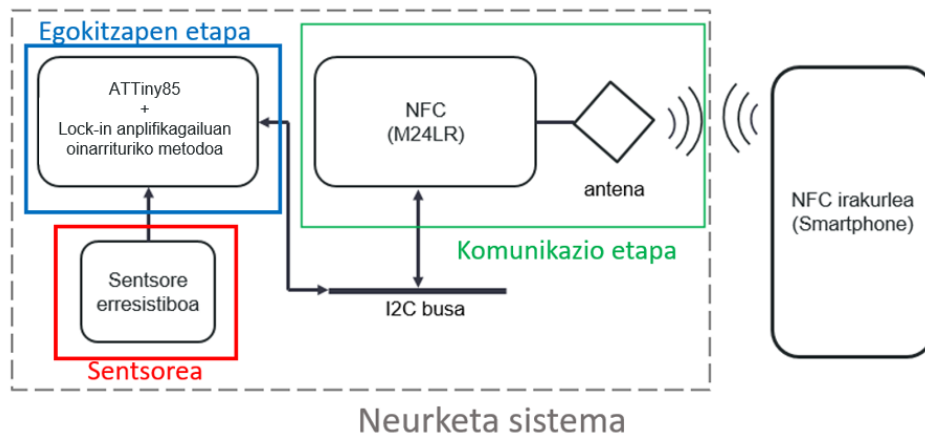 Egokitzapen etapa
ATTiny85
+
Lock-in anplifikagailuan
oinarrituriko metodoa
NFC
(M24LR)
antena
Komunikazio etapa
Sentsore
erresistiboa
Sentsorea
I2C busa
NFC irakurlea
(Smartphone)
Neurketa sistema